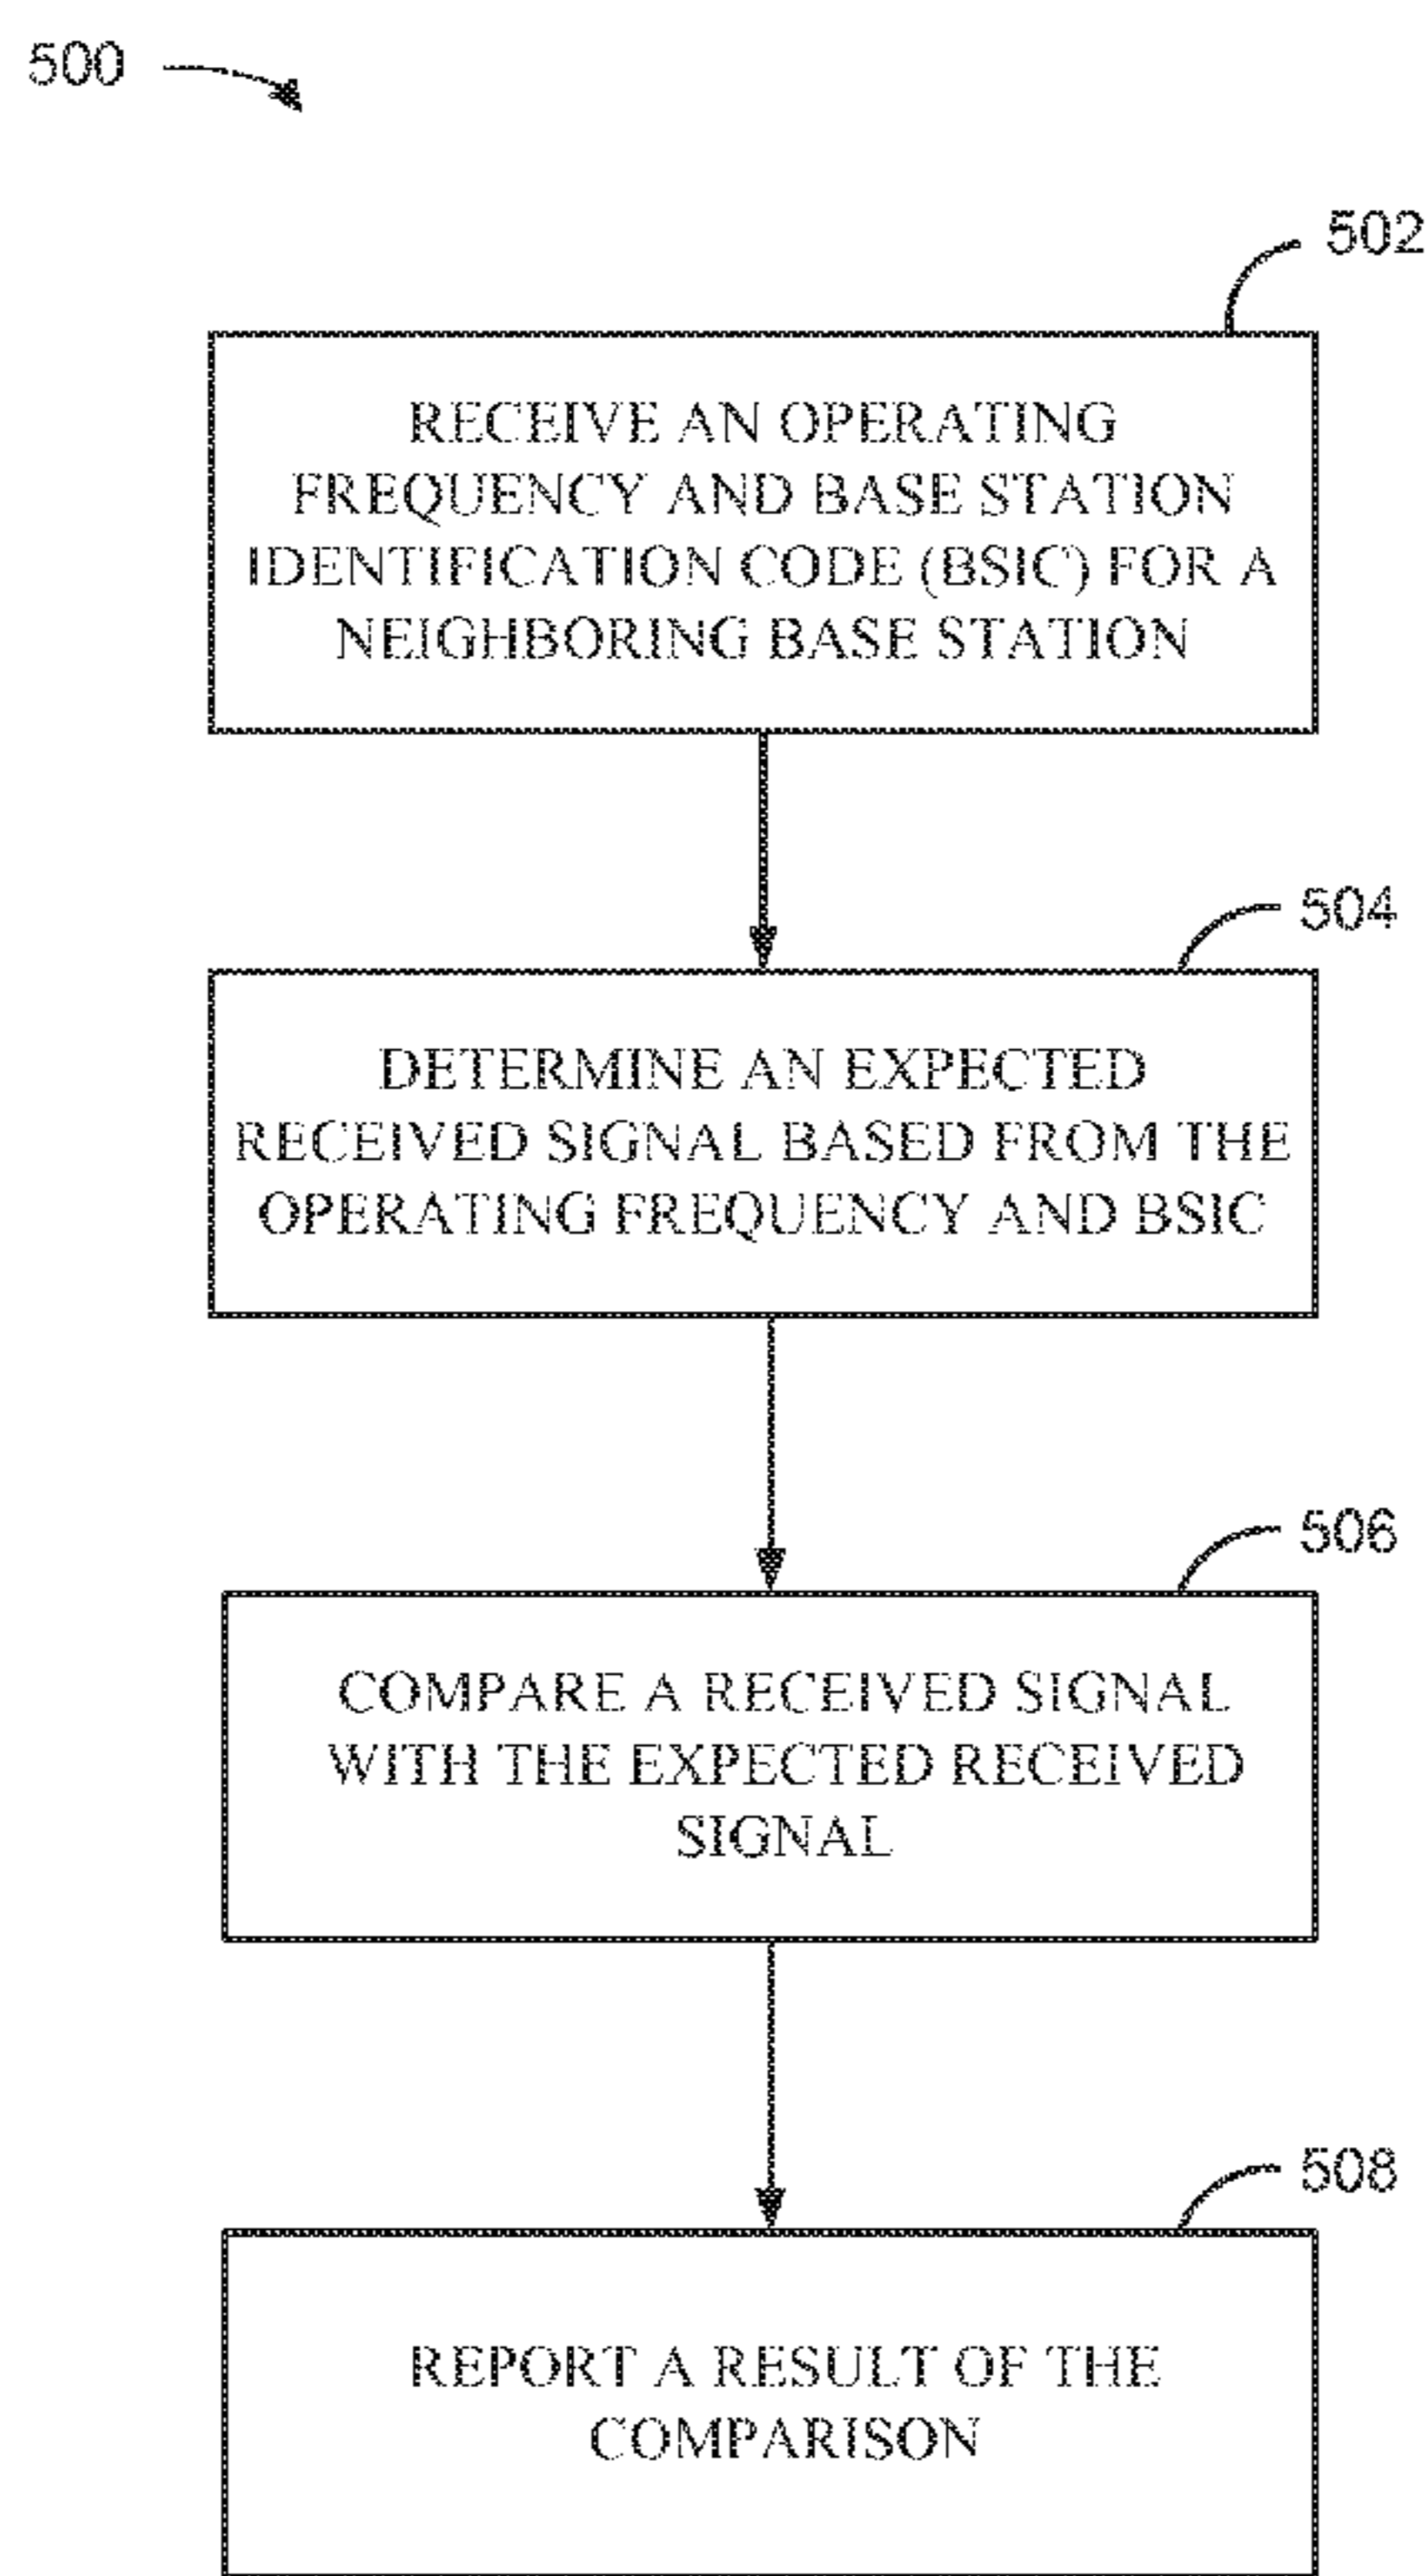 500
502
RECEIVE AN OPERATING
FREQUENCY AND BASE STATION
IDENTIFICATION CODE (BSIC) FOR A
NEIGHBORING BASE STATION
504
DETERMINE AN EXPECTED
RECEIVED SIGNAL BASED FROM THE
OPERATING FREQUENCY AND BSIC
506
COMPARE A RECEIVED SIGNAL
WITH THE EXPECTED RECEIVED
SIGNAL
508
REPORT A RESULT OF THE
COMPARISON